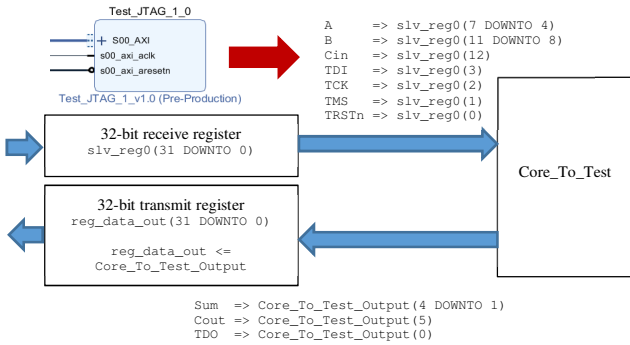 Test_JTAG_1_0
S00_AXI
s00_axi_aclk
s00_axi_aresetn
Test_JTAG_1_v1.0 (Pre-Production)
A => slv_reg0(7 DOWNTO 4)
B => slv_reg0(11 DOWNTO 8)
Cin => slv_reg0(12)
TDI => slv_reg0(3)
TCK => slv_reg0(2)
TMS => slv_reg0(1)
TRSTn => slv_reg0(0)
32-bit receive register
slv_reg0(31 DOWNTO 0)
Core_To_Test
32-bit transmit register
reg_data_out(31 DOWNTO 0)
reg_data_out <=
Core_To_Test_Output
Sum => Core_To_Test_Output(4 DOWNTO 1)
Cout => Core_To_Test_Output(5)
TDO => Core_To_Test_Output(0)